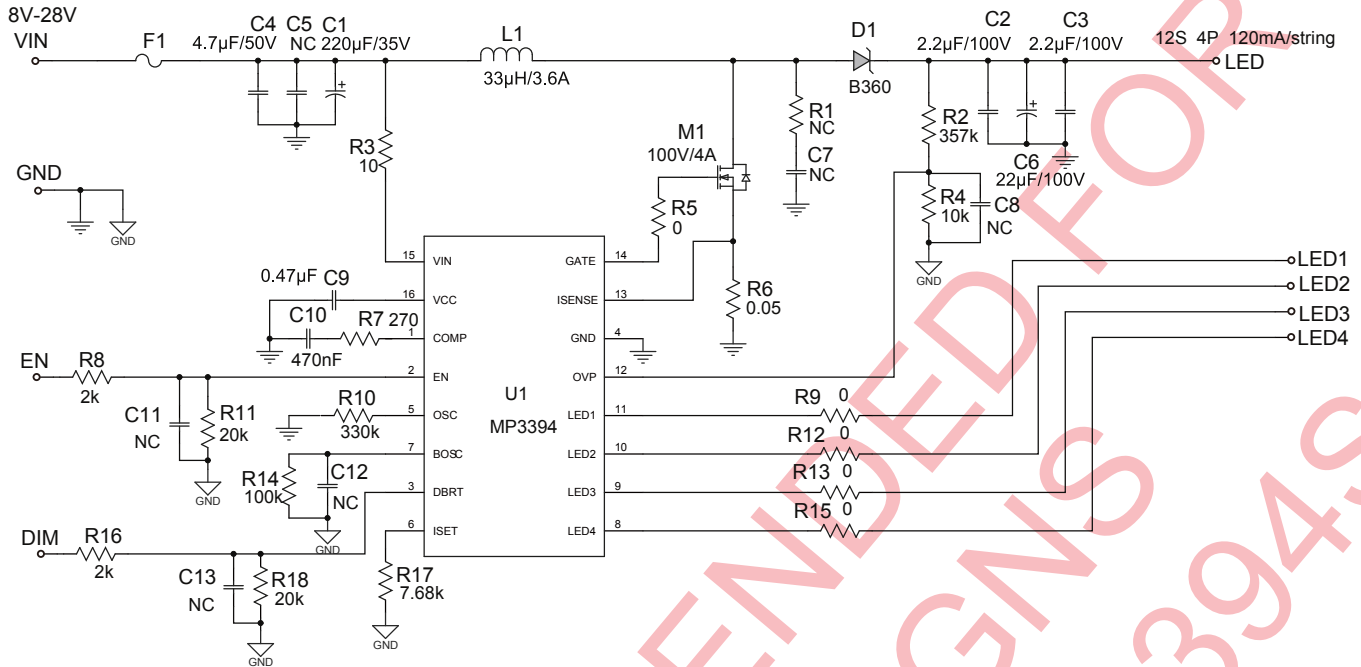 8V-28V
VIN
F1
C4 C5 C1
4.7µF/50V NC 220µF/35V
L1
33µH/3.6A
D1
B360
C2 C3
2.2µF/100V 2.2µF/100V
12S 4P 120mA/string
LED
R3
10
M1
100V/4A
R1
NC
C7
NC
R2
357k
C6
22µF/100V
R4
10k
C8
NC
GND
GND
R5
0
GND
R6
0.05
0.47µF C9
C10
470nF
R7 270
15 VIN
16 VCC
1 COMP
2 EN
5 OSC
7 BOSC
3 DBRT
6 ISET
U1
MP3394
GATE 14
ISENSE 13
GND 4
OVP 12
LED1 11
LED2 10
LED3 9
LED4 8
EN
R8
2k
C11
NC
R11
20k
GND
R10
330k
R14
100k
C12
NC
GND
DIM
R16
2k
C13
NC
R18
20k
GND
R17
7.68k
GND
R9 0
R12 0
R13 0
R15 0
LED1
LED2
LED3
LED4
ENDED FOR
GNS
394S